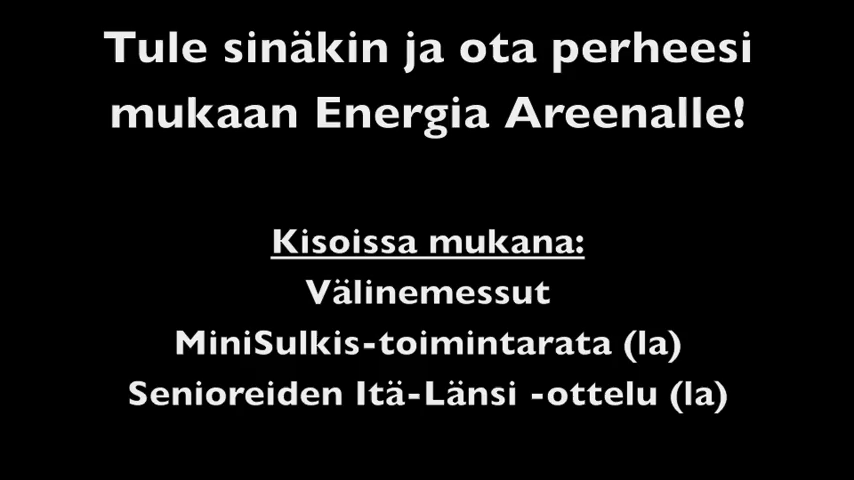 Tule sinäkin ja ota perheesi
mukaan Energia Areenalle!
Kisoissa mukana:
Välinemessut
MiniSulkis-toimintarata (la)
Senioreiden Itä-Länsi -ottelu (la)